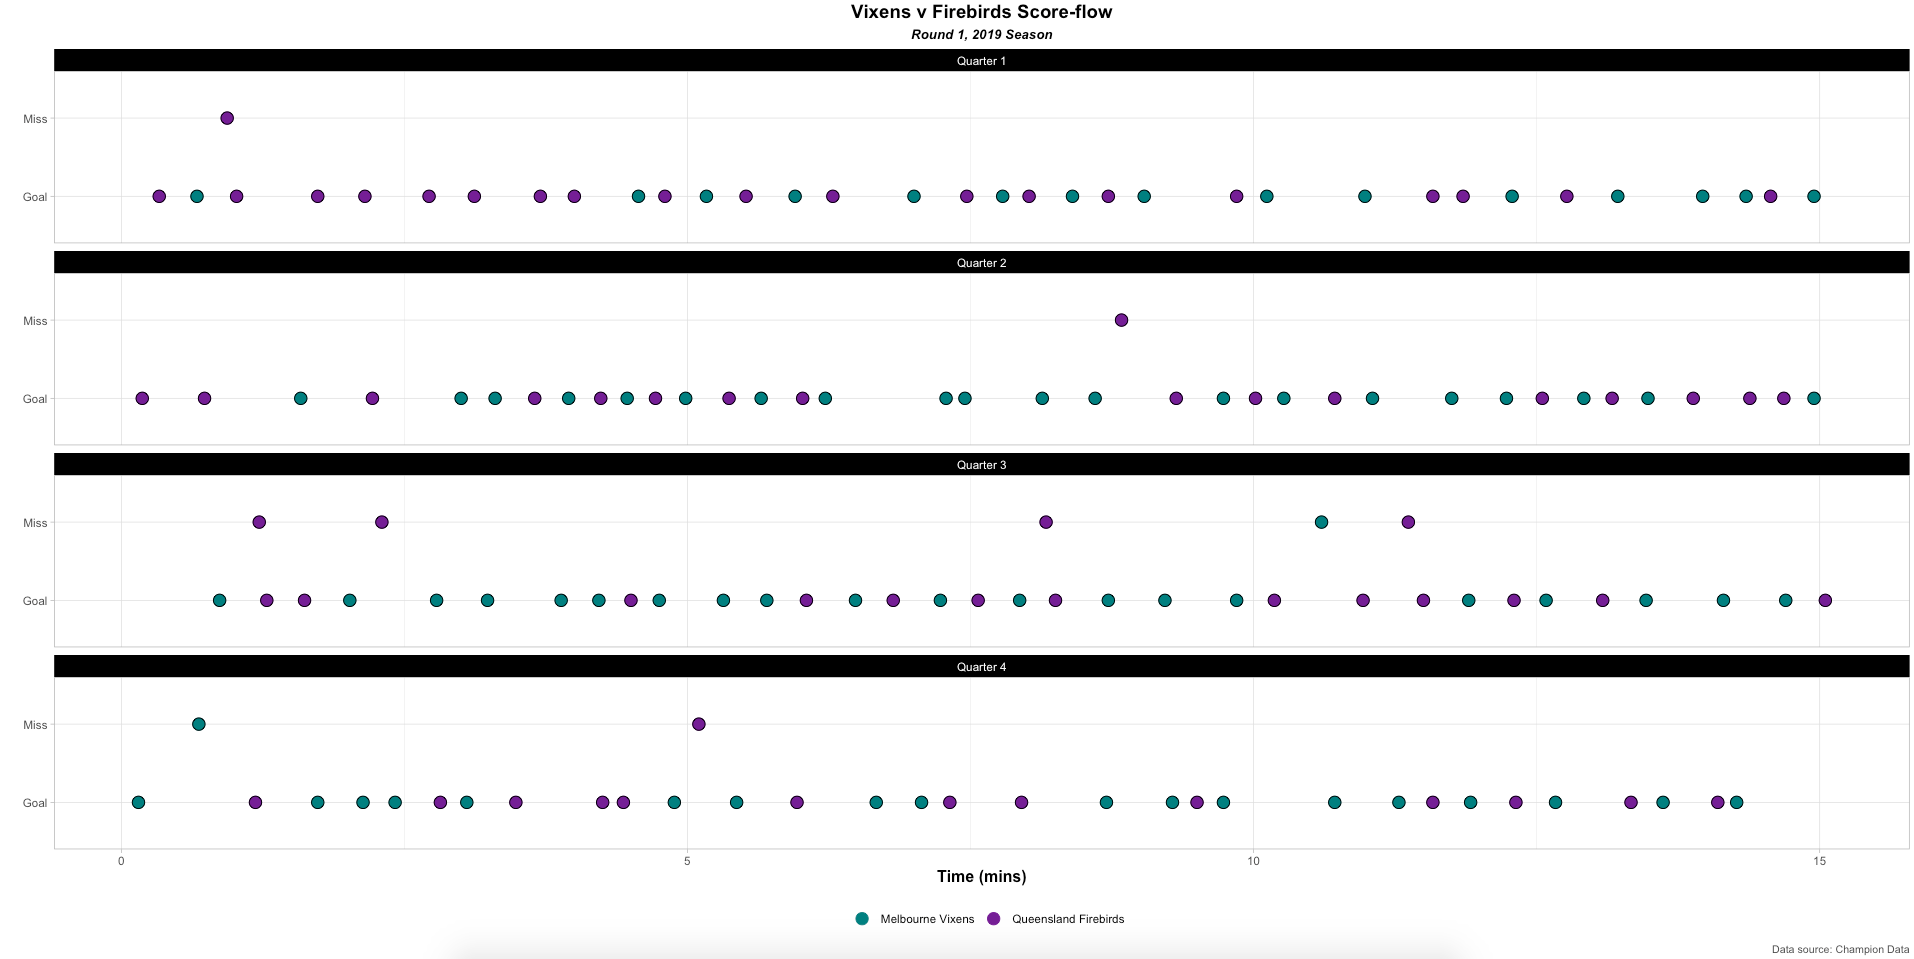 Vixens v Firebirds Score-flow
Round 1, 2019 Season
Quarter 1
Miss
Goal
Quarter 2
Miss
Goal
Quarter 3
Miss
Goal
Quarter 4
Miss
Goal
0 5 10 15
Time (mins)
Melbourne Vixens Queensland Firebirds
Data source: Champion Data